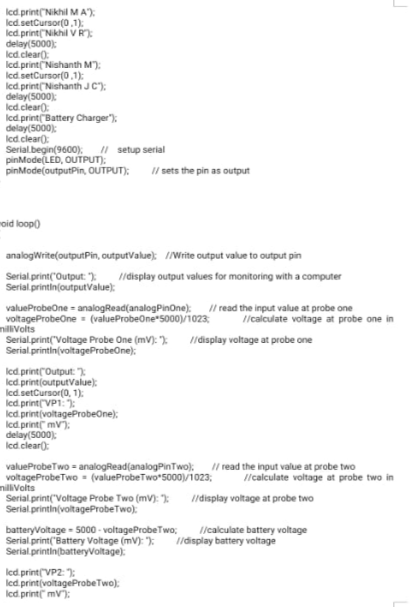 lcd.print("Nikhil M A");
lcd.setCursor(0 ,1);
lcd.print("Nikhil V R");
delay(5000);
lcd.clear();
lcd.print("Nishanth M");
lcd.setCursor(0 ,1);
lcd.print("Nishanth J C");
delay(5000);
lcd.clear();
lcd.print("Battery Charger");
delay(5000);
lcd.clear();
Serial.begin(9600); // setup serial
pinMode(LED, OUTPUT);
pinMode(outputPin, OUTPUT); // sets the pin as output
oid loop()
analogWrite(outputPin, outputValue); //Write output value to output pin
Serial.print("Output: "); //display output values for monitoring with a computer
Serial.println(outputValue);
valueProbeOne = analogRead(analogPinOne); // read the input value at probe one
voltageProbeOne = (valueProbeOne*5000)/1023; //calculate voltage at probe one in
milliVolts
Serial.print("Voltage Probe One (mV): "); //display voltage at probe one
Serial.println(voltageProbeOne);
lcd.print("Output: ");
lcd.print(outputValue);
lcd.setCursor(0, 1);
lcd.print("VP1: ");
lcd.print(voltageProbeOne);
lcd.print(" mV");
delay(5000);
lcd.clear();
valueProbeTwo = analogRead(analogPinTwo); // read the input value at probe two
voltageProbeTwo = (valueProbeTwo*5000)/1023; //calculate voltage at probe two in
milliVolts
Serial.print("Voltage Probe Two (mV): "); //display voltage at probe two
Serial.println(voltageProbeTwo);
batteryVoltage = 5000 - voltageProbeTwo; //calculate battery voltage
Serial.print("Battery Voltage (mV): "); //display battery voltage
Serial.println(batteryVoltage);
lcd.print("VP2: ");
lcd.print(voltageProbeTwo);
lcd.print(" mV");